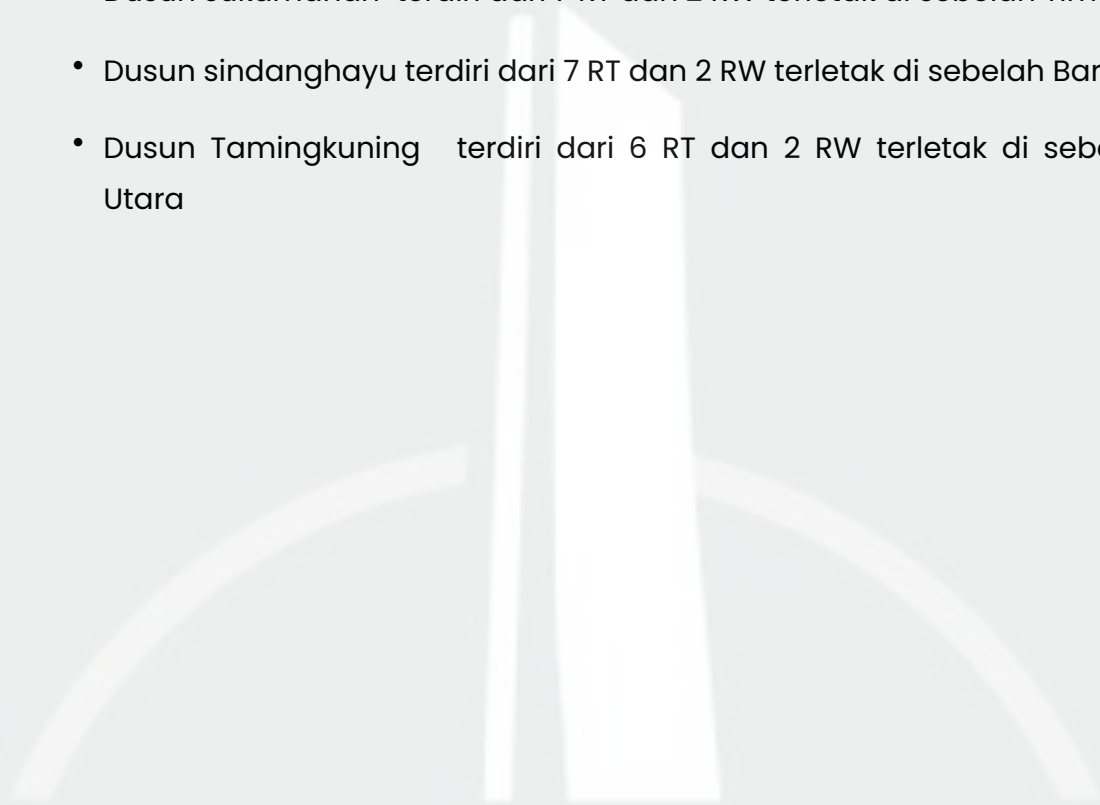 • Dusun sindanghayu terdiri dari 7 RT dan 2 RW terletak di sebelah
• Dusun Tamingkuning terdiri dari 6 RT dan 2 RW terletak di
Utara